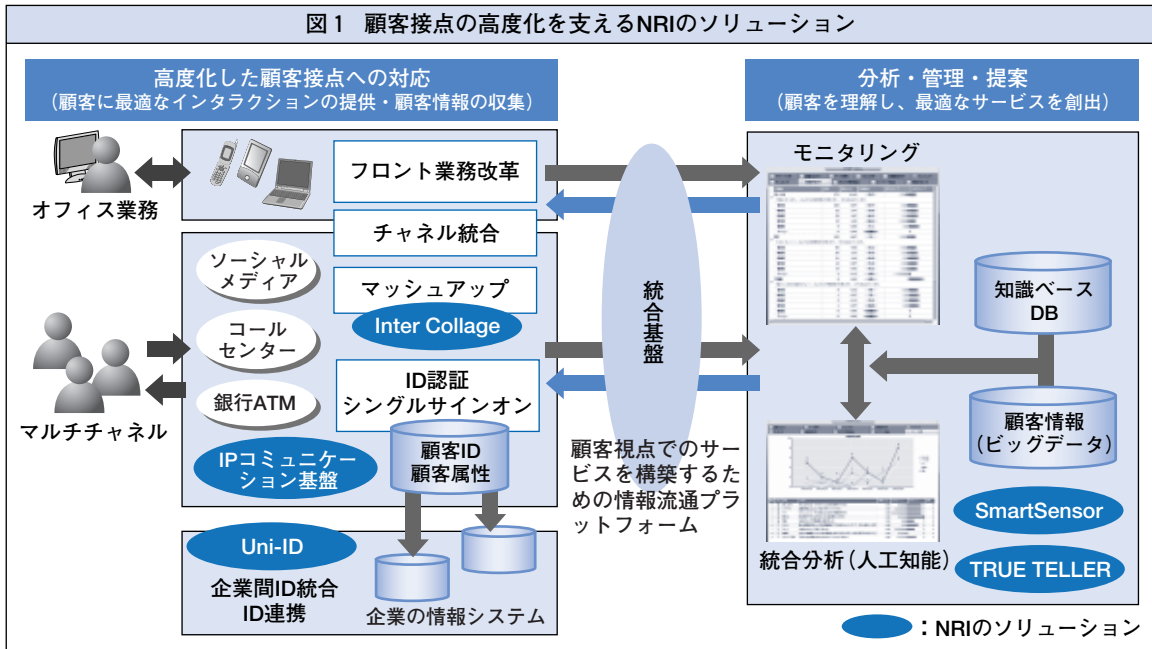 図1 顧客接点の高度化を支えるNRIのソリューション
高度化した顧客接点への対応
(顧客に最適なインタラクションの提供・顧客情報の収集)
分析・管理・提案
(顧客を理解し、最適なサービスを創出)
オフィス業務
フロント業務改革
チャネル統合
ソーシャル
メディア
マッシュアップ
Inter Collage
コール
センター
ID認証
シングルサインオン
銀行ATM
マルチチャネル
IPコミュニケー
ション基盤
顧客ID
顧客属性
Uni-ID
企業間ID統合
ID連携
企業の情報システム
統合基盤
顧客視点でのサー
ビスを構築するた
めの情報流通プラ
ットフォーム
モニタリング
知識ベース
DB
顧客情報
(ビッグデータ)
統合分析(人工知能)
SmartSensor
TRUE TELLER
:NRIのソリューション